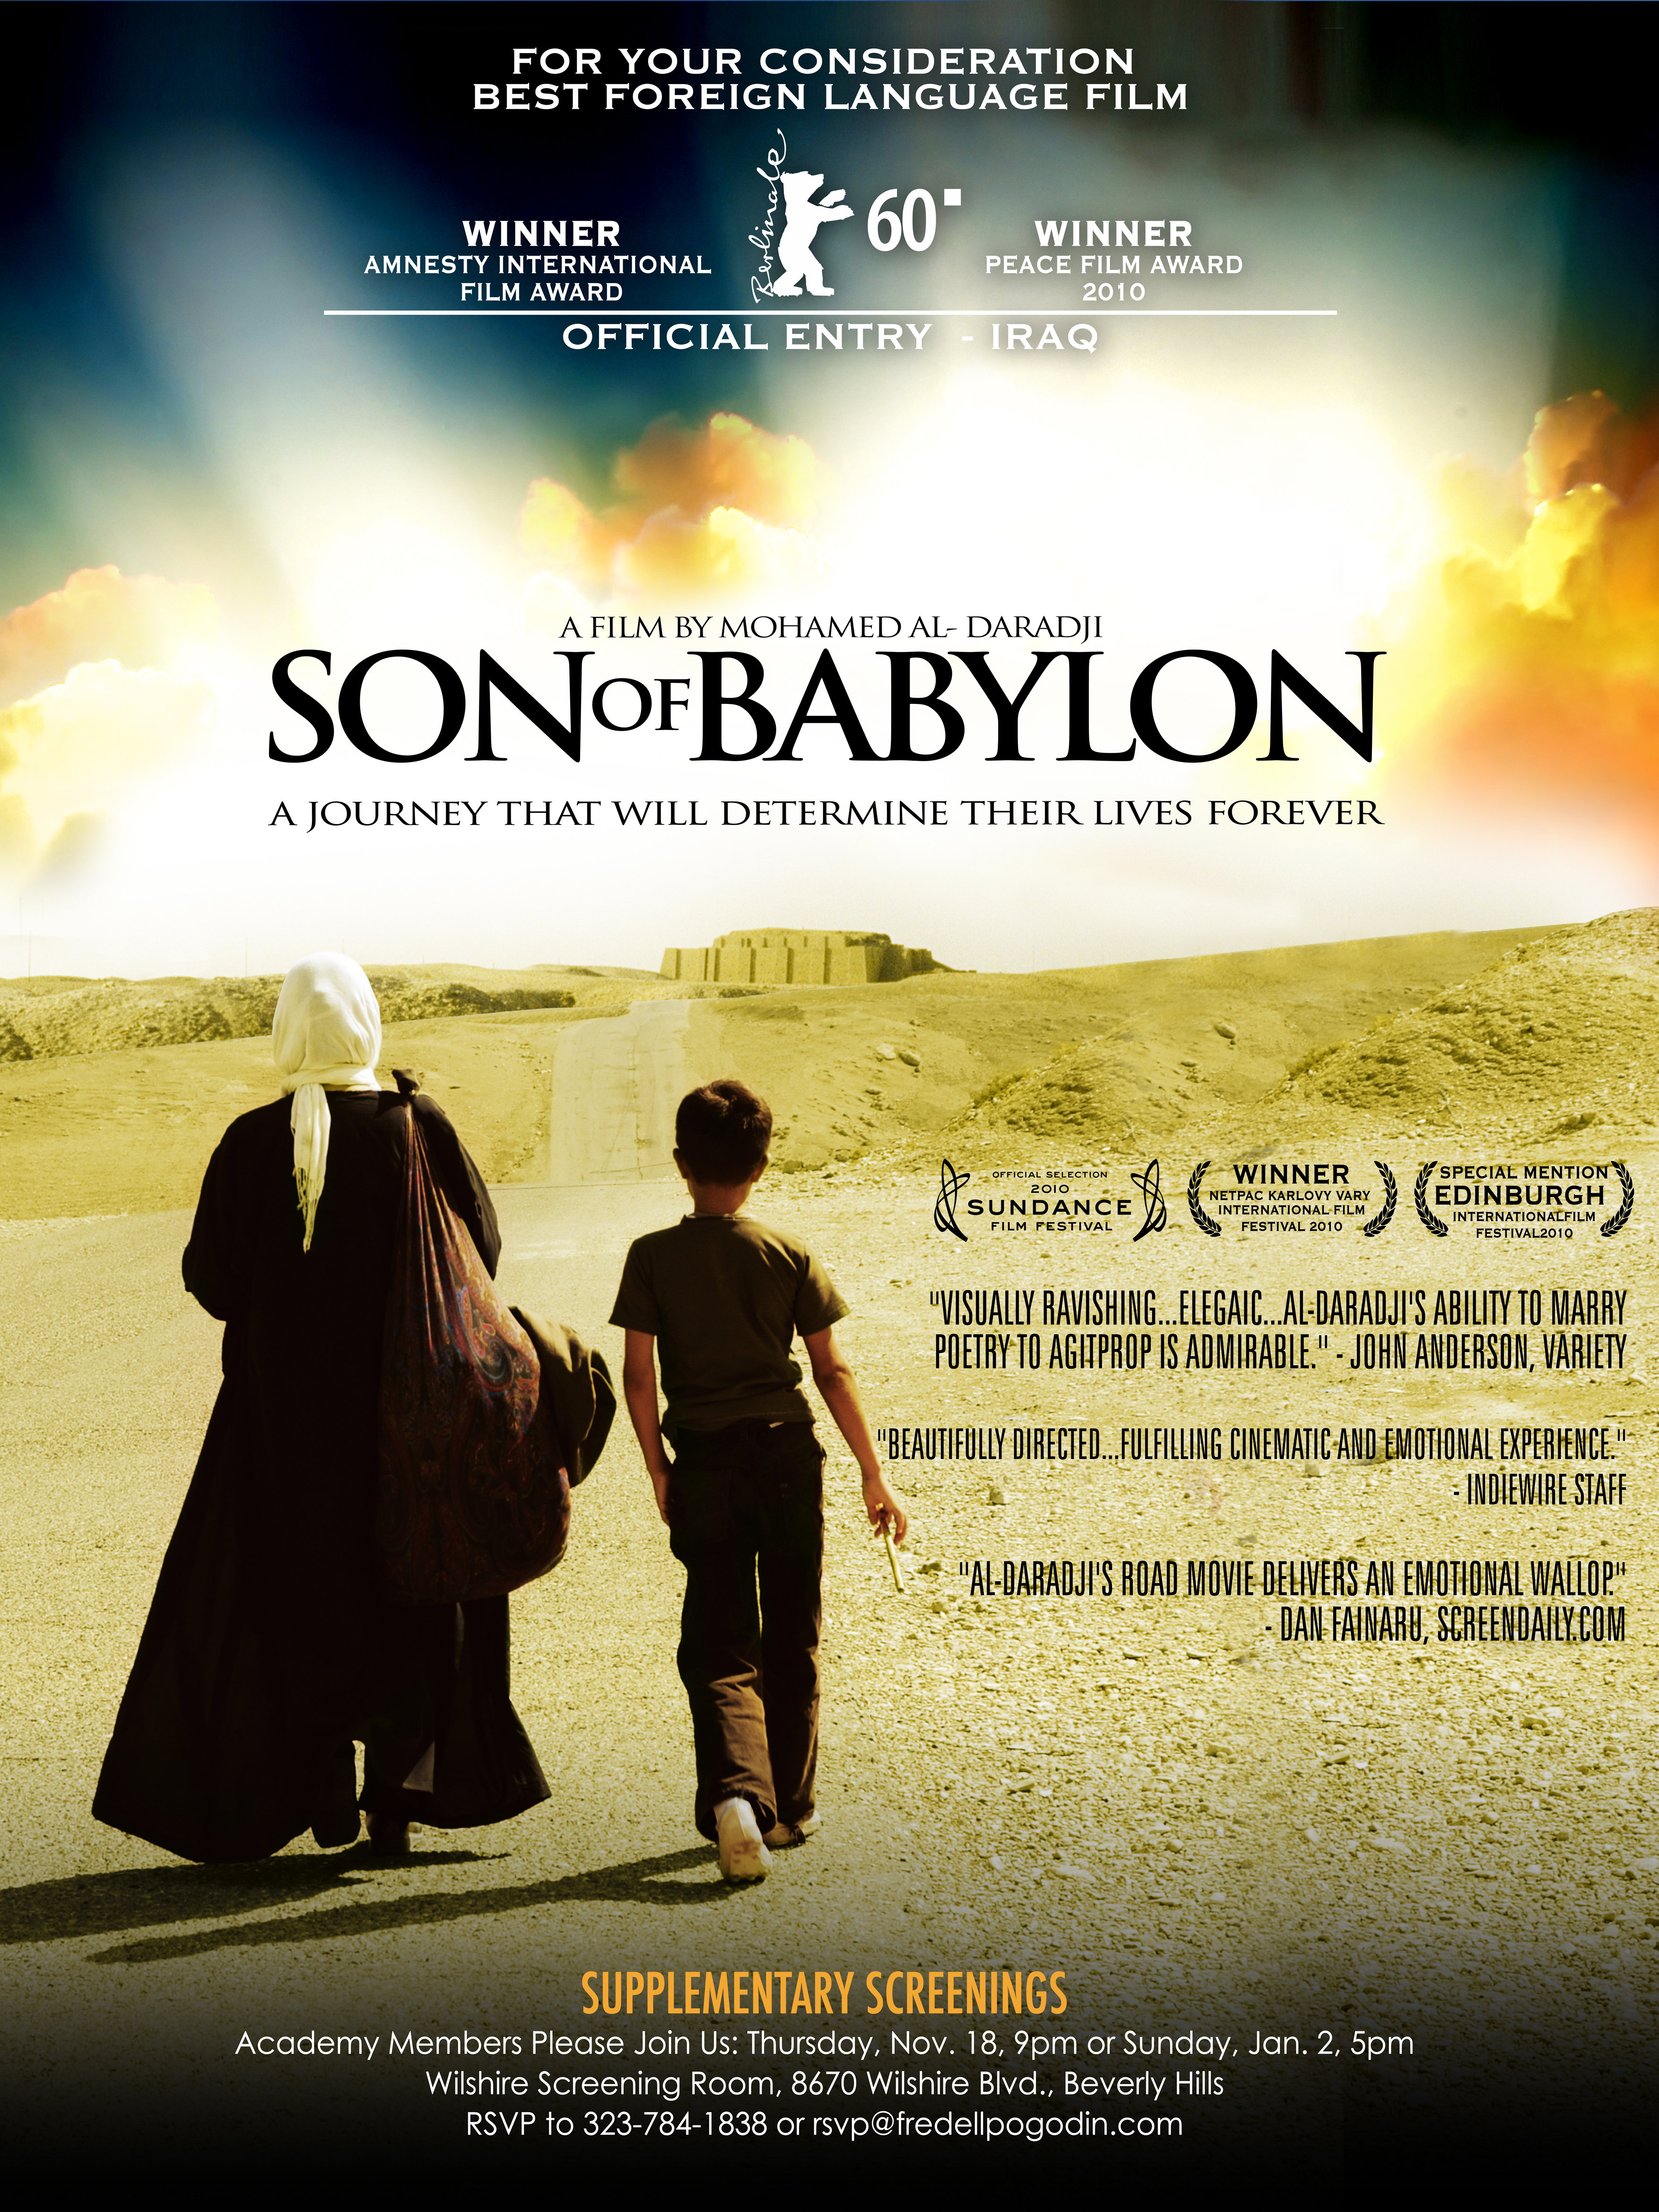 FOR YOUR CONSIDERATION
BEST FOREIGN LANGUAGE FILM
WINNER
AMNESTY INTERNATIONAL
FILM AWARD
Berlinale
60
WINNER
PEACE FILM AWARD
2010
OFFICIAL ENTRY - IRAQ
A FILM BY MOHAMED AL- DARADJI
SON OF BABYLON
A JOURNEY THAT WILL DETERMINE THEIR LIVES FOREVER
OFFICIAL SELECTION
2010
SUNDANCE
FILM FESTIVAL
WINNER
NETPAC KARLOVY VARY
INTERNATIONAL FILM
FESTIVAL 2010
SPECIAL MENTION
EDINBURGH
INTERNATIONALFILM
FESTIVAL2010
"VISUALLY RAVISHING...ELEGAIC...AL-DARADJI'S ABILITY TO MARRY
POETRY TO AGITPROP IS ADMIRABLE." - JOHN ANDERSON, VARIETY
"BEAUTIFULLY DIRECTED...FULFILLING CINEMATIC AND EMOTIONAL EXPERIENCE."
- INDIEWIRE STAFF
"AL-DARADJI'S ROAD MOVIE DELIVERS AN EMOTIONAL WALLOP."
- DAN FAINARU, SCREENDAILY.COM
SUPPLEMENTARY SCREENINGS
Academy Members Please Join Us: Thursday, Nov. 18, 9pm or Sunday, Jan. 2, 5pm
Wilshire Screening Room, 8670 Wilshire Blvd., Beverly Hills
RSVP to 323-784-1838 or rsvp@fredellpogodin.com